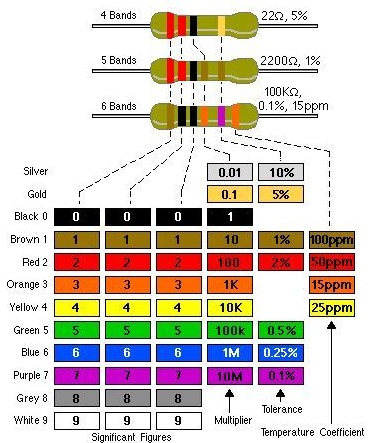 4 Bands 22Ω, 5%
5 Bands 2200Ω, 1%
6 Bands 100KΩ,
0.1%, 15ppm
Silver 0.01 10%
Gold 0.1 5%
Black 0 0 0 0 1
Brown 1 1 1 1 10 1% 100ppm
Red 2 2 2 2 100 2% 50ppm
Orange 3 3 3 3 1K 15ppm
Yellow 4 4 4 4 10K 25ppm
Green 5 5 5 5 100k 0.5%
Blue 6 6 6 6 1M 0.25%
Purple 7 7 7 7 10M 0.1%
Grey 8 8 8 8
White 9 9 9 9
Significant Figures Multiplier Tolerance
Temperature Coefficient